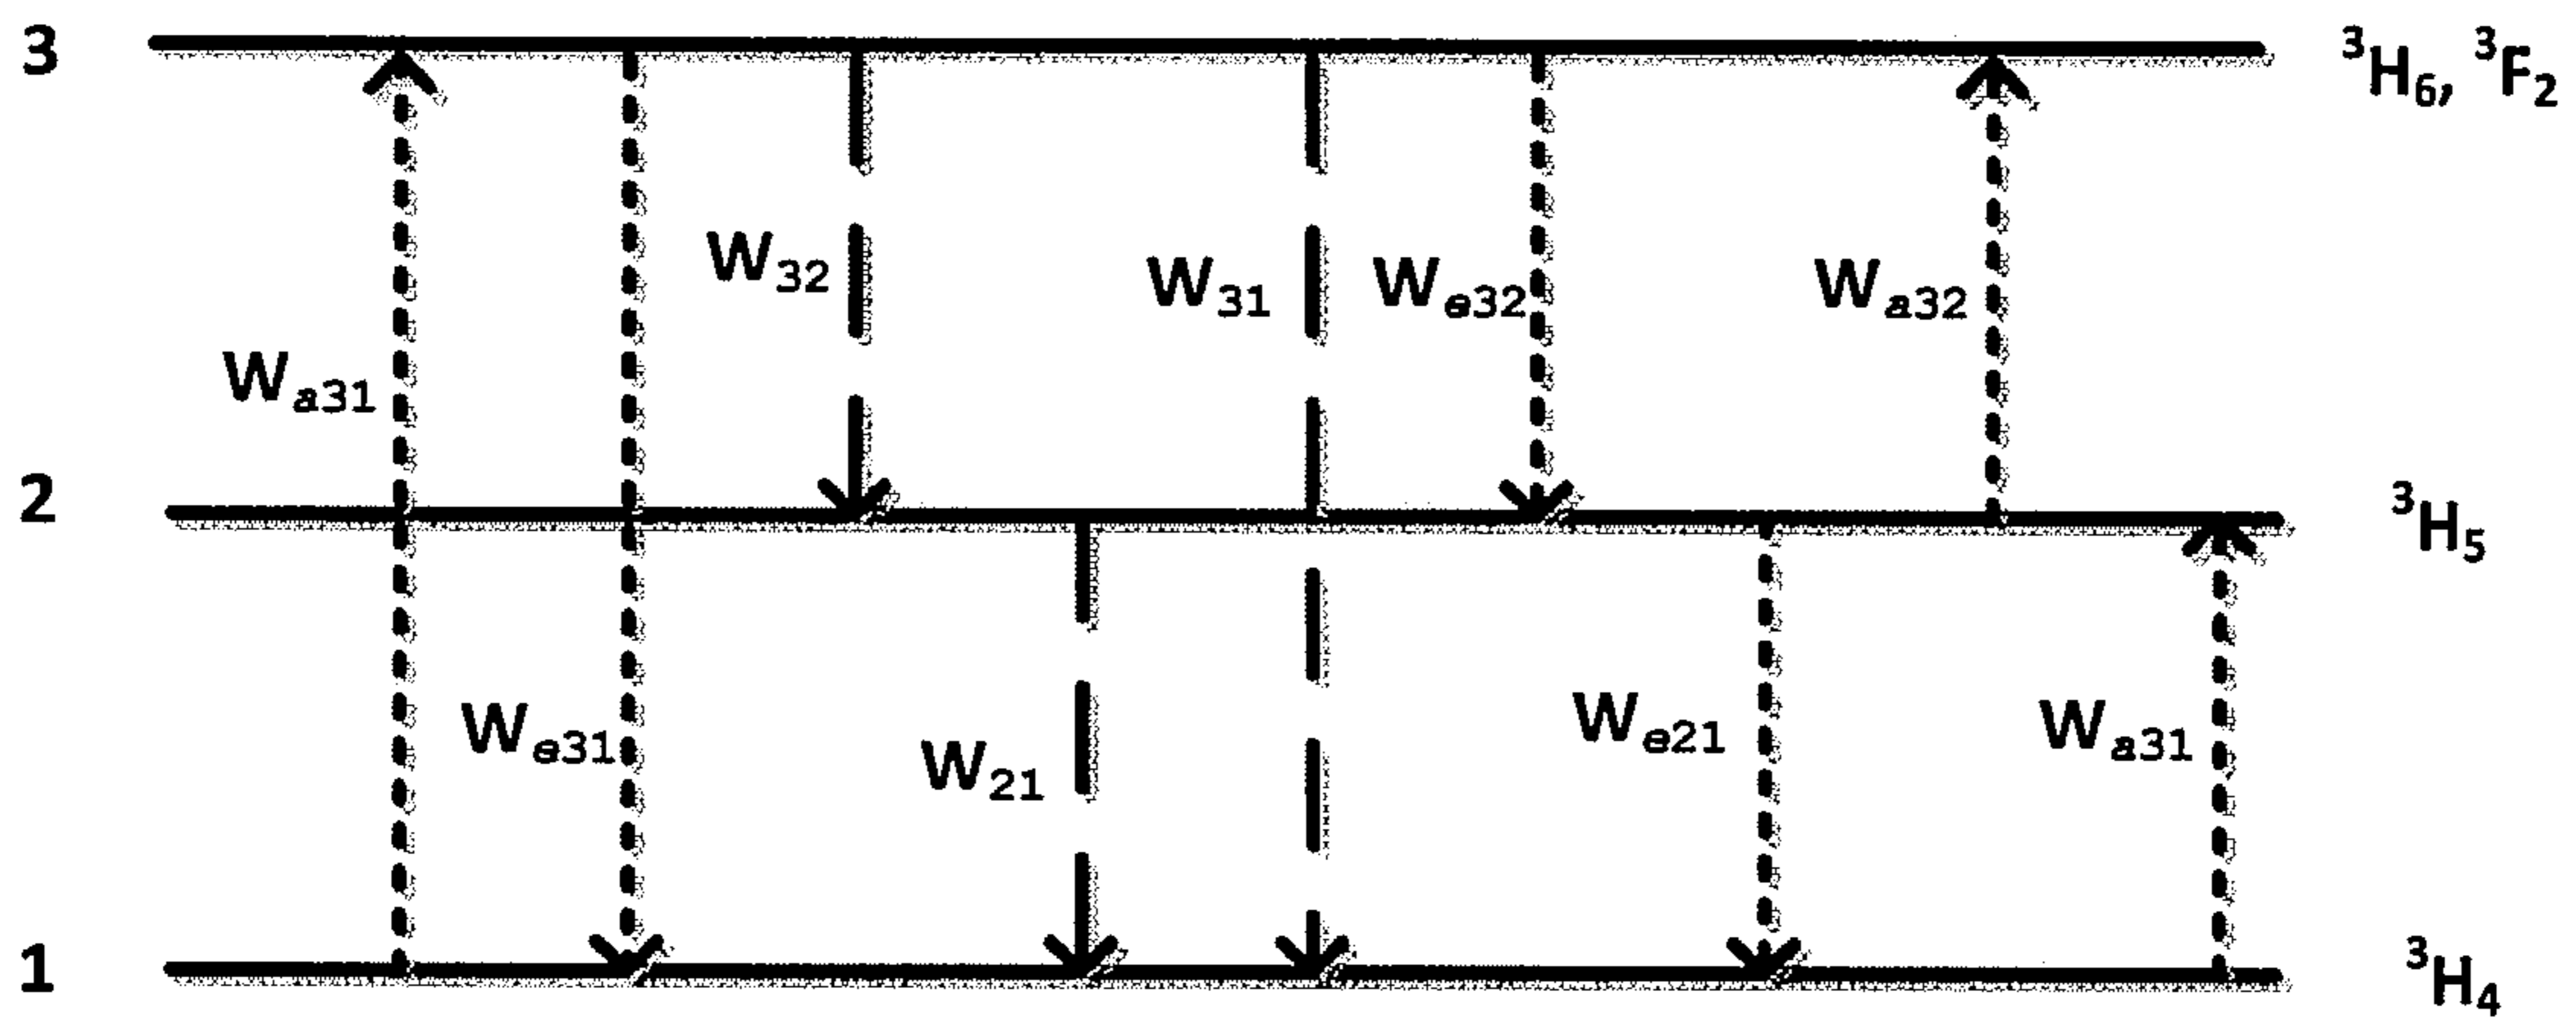 3
³H₆, ³F₂
W₃₂
W₃₁
Wₑ₃₂
Wₐ₃₂
Wₐ₃₁
2
³H₅
Wₑ₃₁
W₂₁
Wₑ₂₁
Wₐ₃₁
1
³H₄